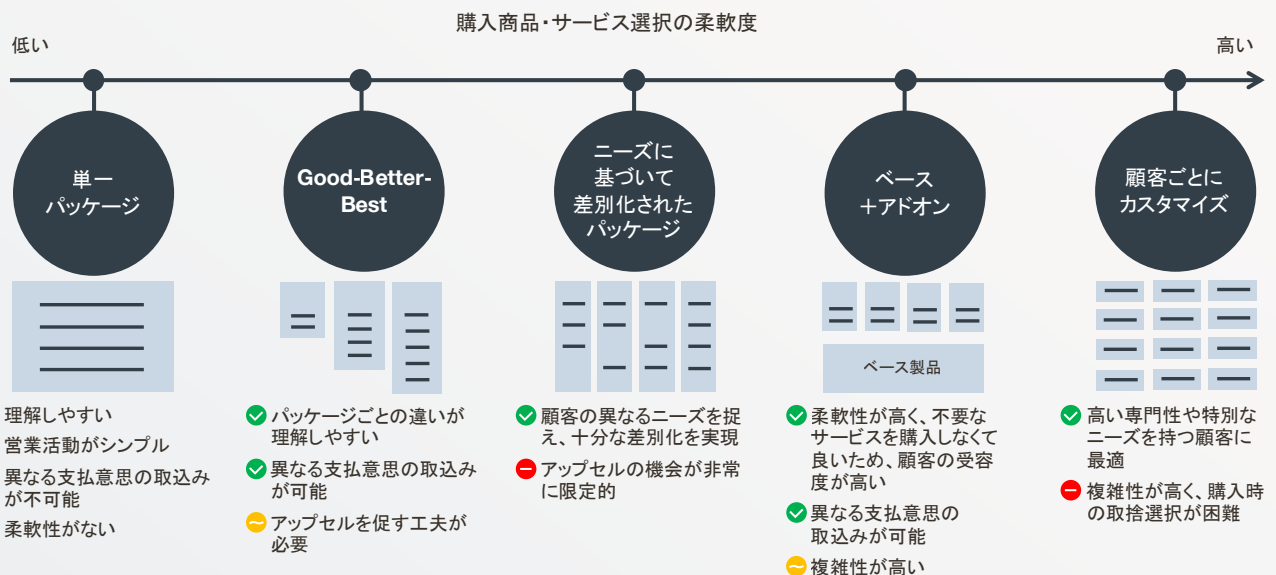 購入商品・サービス選択の柔軟度
低い
高い
単一
パッケージ
Good-Better-
Best
ニーズに
基づいて
差別化された
パッケージ
ベース
＋アドオン
顧客ごとに
カスタマイズ
ベース製品
理解しやすい
営業活動がシンプル
異なる支払意思の取込み
が不可能
柔軟性がない
パッケージごとの違いが
理解しやすい
異なる支払意思の取込み
が可能
アップセルを促す工夫が
必要
顧客の異なるニーズを捉
え、十分な差別化を実現
アップセルの機会が非常
に限定的
柔軟性が高く、不要な
サービスを購入しなくて
良いため、顧客の受容
度が高い
異なる支払意思の
取込みが可能
複雑性が高い
高い専門性や特別な
ニーズを持つ顧客に
最適
複雑性が高く、購入時
の取捨選択が困難